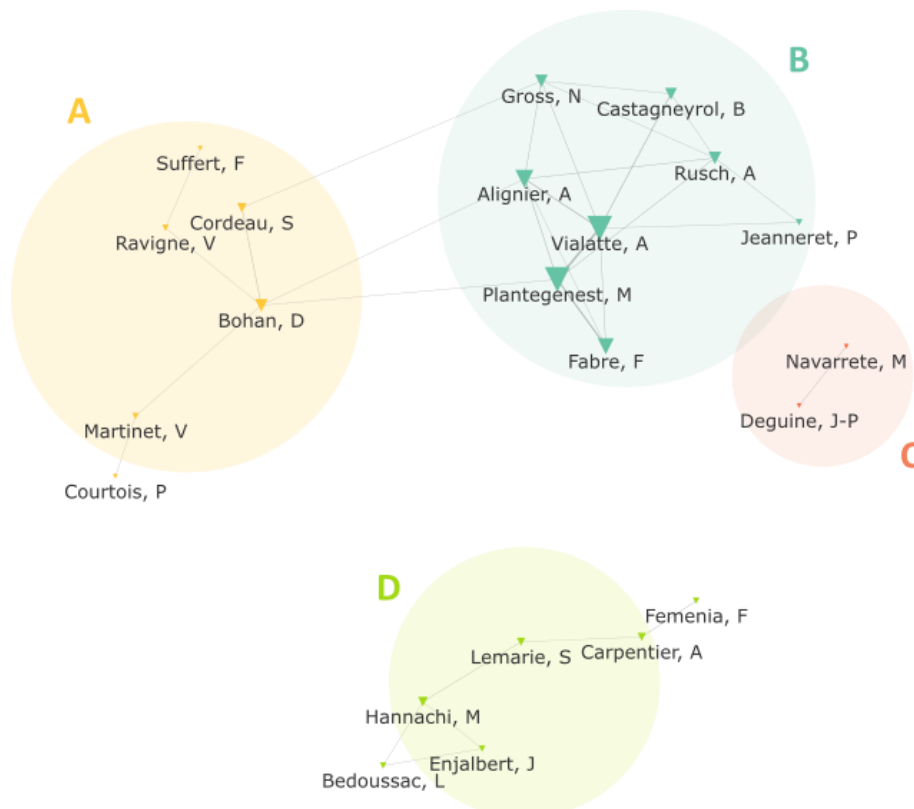 A
Suffert, F
Cordeau, S
Ravigne, V
Bohan, D
Martinet, V
Courtois, P
B
Gross, N
Castagneyrol, B
Rusch, A
Alignier, A
Vialatte, A
Jeanneret, P
Plantegenest, M
Fabre, F
Navarrete, M
Deguine, J-P
C
D
Femenia, F
Lemarie, S
Carpentier, A
Hannachi, M
Enjalbert, J
Bedoussac, L